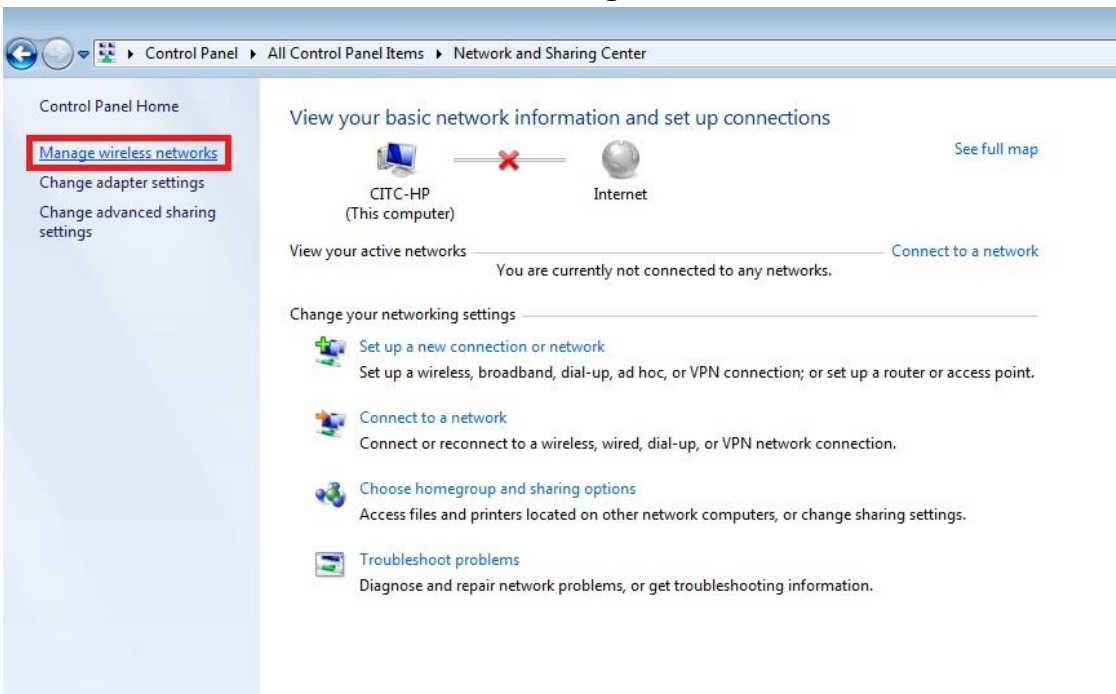 Control Panel ▸ All Control Panel Items ▸ Network and Sharing Center
Control Panel Home
Manage wireless networks
Change adapter settings
Change advanced sharing
settings
View your basic network information and set up connections
See full map
CITC-HP
(This computer)
Internet
View your active networks
Connect to a network
You are currently not connected to any networks.
Change your networking settings
Set up a new connection or network
Set up a wireless, broadband, dial-up, ad hoc, or VPN connection; or set up a router or access point.
Connect to a network
Connect or reconnect to a wireless, wired, dial-up, or VPN network connection.
Choose homegroup and sharing options
Access files and printers located on other network computers, or change sharing settings.
Troubleshoot problems
Diagnose and repair network problems, or get troubleshooting information.